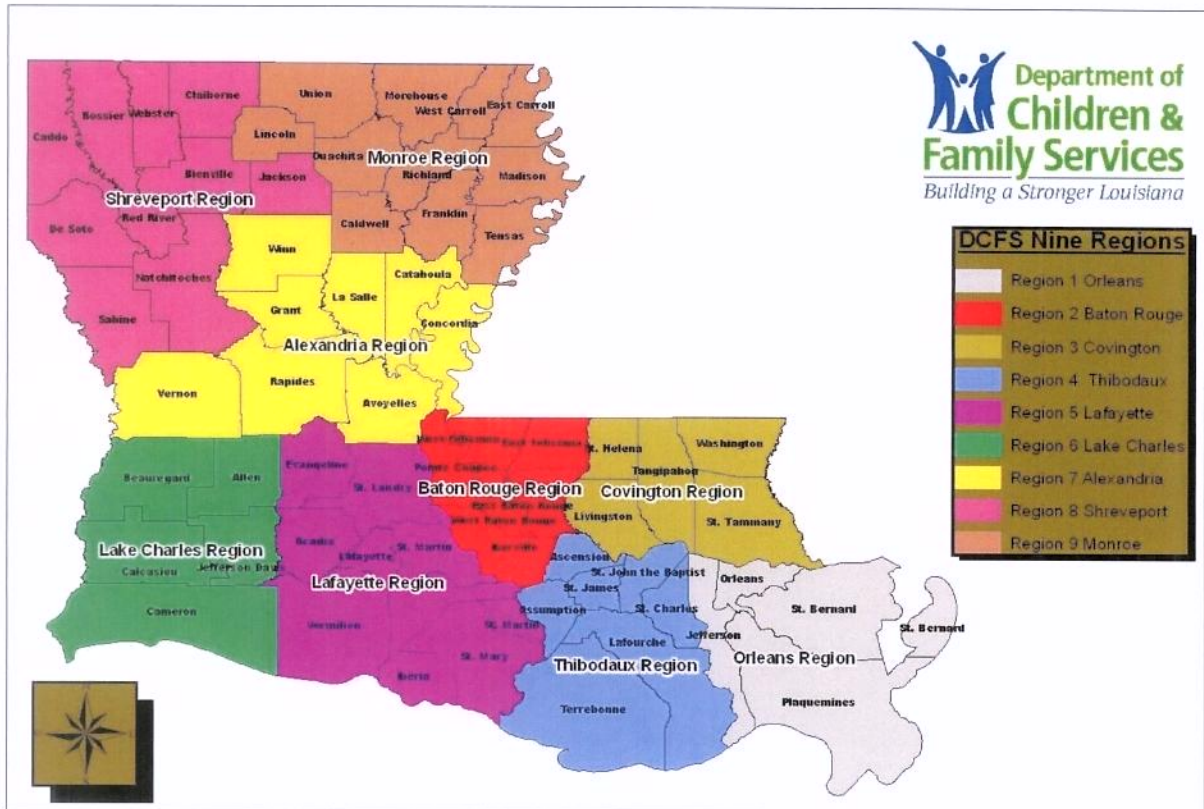 Department of
Children &
Family Services
Building a Stronger Louisiana
DCFS Nine Regions
Region 1 Orleans
Region 2 Baton Rouge
Region 3 Covington
Region 4 Thibodaux
Region 5 Lafayette
Region 6 Lake Charles
Region 7 Alexandria
Region 8 Shreveport
Region 9 Monroe
Shreveport Region
Caddo
Bossier
Webster
Claiborne
Bienville
Jackson
De Soto
Red River
Natchitoches
Sabine
Monroe Region
Union
Morehouse
West Carroll
East Carroll
Lincoln
Ouachita
Richland
Madison
Caldwell
Franklin
Tensas
Alexandria Region
Winn
Grant
La Salle
Catahoula
Concordia
Vernon
Rapides
Avoyelles
Lake Charles Region
Beauregard
Allen
Calcasieu
Jefferson Davis
Cameron
Lafayette Region
Evangeline
St. Landry
Acadia
Lafayette
St. Martin
Vermilion
St. Martin
St. Mary
Iberia
Baton Rouge Region
West Feliciana
East Feliciana
Pointe Coupee
East Baton Rouge
West Baton Rouge
Iberville
Covington Region
St. Helena
Washington
Tangipahoa
Livingston
St. Tammany
Thibodaux Region
Ascension
St. John the Baptist
St. James
Assumption
St. Charles
Lafourche
Terrebonne
Orleans Region
Orleans
St. Bernard
St. Bernard
Jefferson
Plaquemines